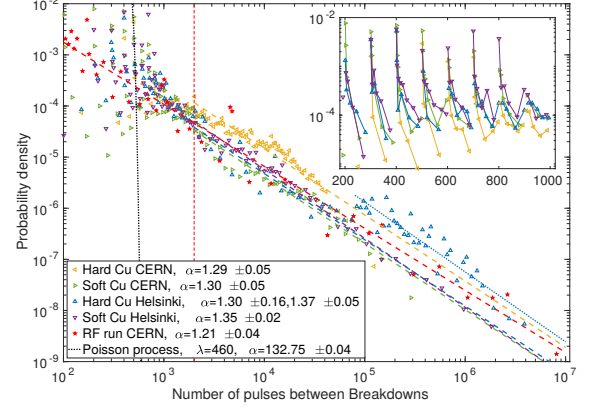 10^-2
10^-3
10^-4
10^-5
10^-6
10^-7
10^-8
10^-9
Probability density
10^-2
10^-4
200 400 600 800 1000
Hard Cu CERN, α=1.29 ±0.05
Soft Cu CERN, α=1.30 ±0.05
Hard Cu Helsinki, α=1.30 ±0.16,1.37 ±0.05
Soft Cu Helsinki, α=1.35 ±0.02
RF run CERN, α=1.21 ±0.04
Poisson process, λ=460, α=132.75 ±0.04
10^2 10^3 10^4 10^5 10^6 10^7
Number of pulses between Breakdowns